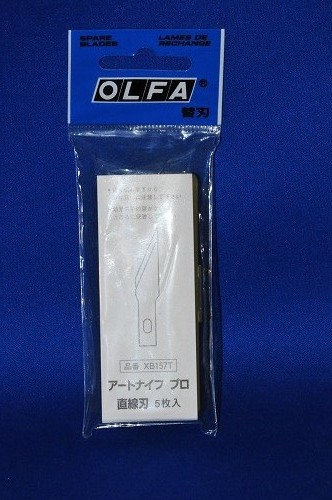 SPARE
BLADES
LAMES DE
RECHANGE
OLFA®
替刃
品番 XB157T
アートナイフ プロ
直線刃 5枚入